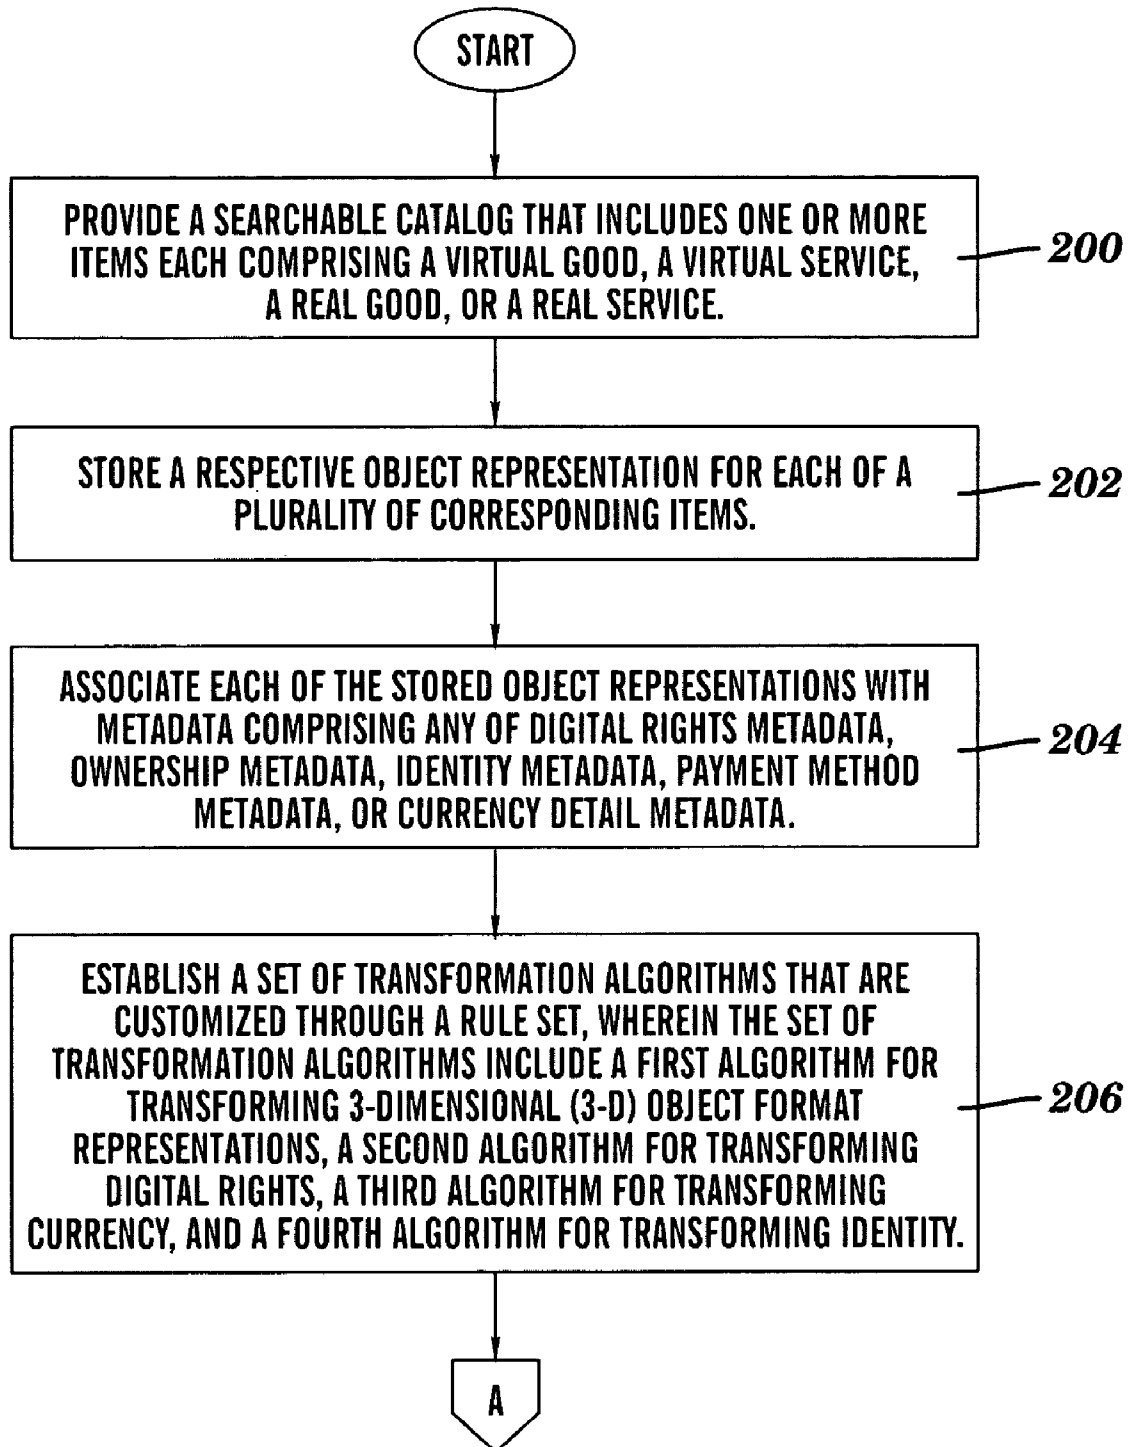 START
PROVIDE A SEARCHABLE CATALOG THAT INCLUDES ONE OR MORE
ITEMS EACH COMPRISING A VIRTUAL GOOD, A VIRTUAL SERVICE,
A REAL GOOD, OR A REAL SERVICE.
200
STORE A RESPECTIVE OBJECT REPRESENTATION FOR EACH OF A
PLURALITY OF CORRESPONDING ITEMS.
202
ASSOCIATE EACH OF THE STORED OBJECT REPRESENTATIONS WITH
METADATA COMPRISING ANY OF DIGITAL RIGHTS METADATA,
OWNERSHIP METADATA, IDENTITY METADATA, PAYMENT METHOD
METADATA, OR CURRENCY DETAIL METADATA.
204
ESTABLISH A SET OF TRANSFORMATION ALGORITHMS THAT ARE
CUSTOMIZED THROUGH A RULE SET, WHEREIN THE SET OF
TRANSFORMATION ALGORITHMS INCLUDE A FIRST ALGORITHM FOR
TRANSFORMING 3-DIMENSIONAL (3-D) OBJECT FORMAT
REPRESENTATIONS, A SECOND ALGORITHM FOR TRANSFORMING
DIGITAL RIGHTS, A THIRD ALGORITHM FOR TRANSFORMING
CURRENCY, AND A FOURTH ALGORITHM FOR TRANSFORMING IDENTITY.
206
A